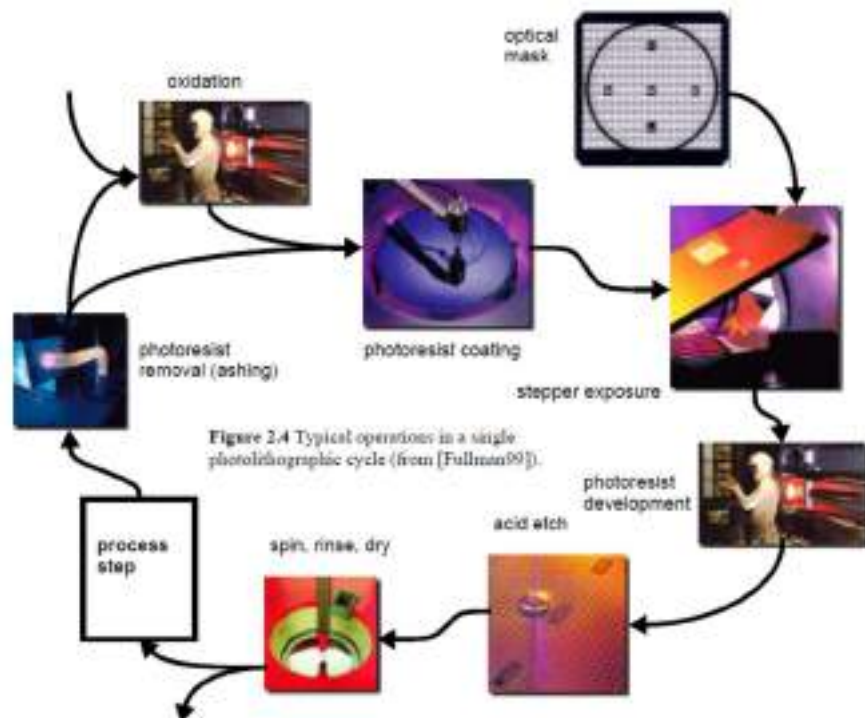 optical
mask
oxidation
photoresist
removal (ashing)
photoresist coating
stepper exposure
Figure 2.4 Typical operations in a single
photolithographic cycle (from [Fullman99]).
photoresist
development
acid etch
spin, rinse, dry
process
step